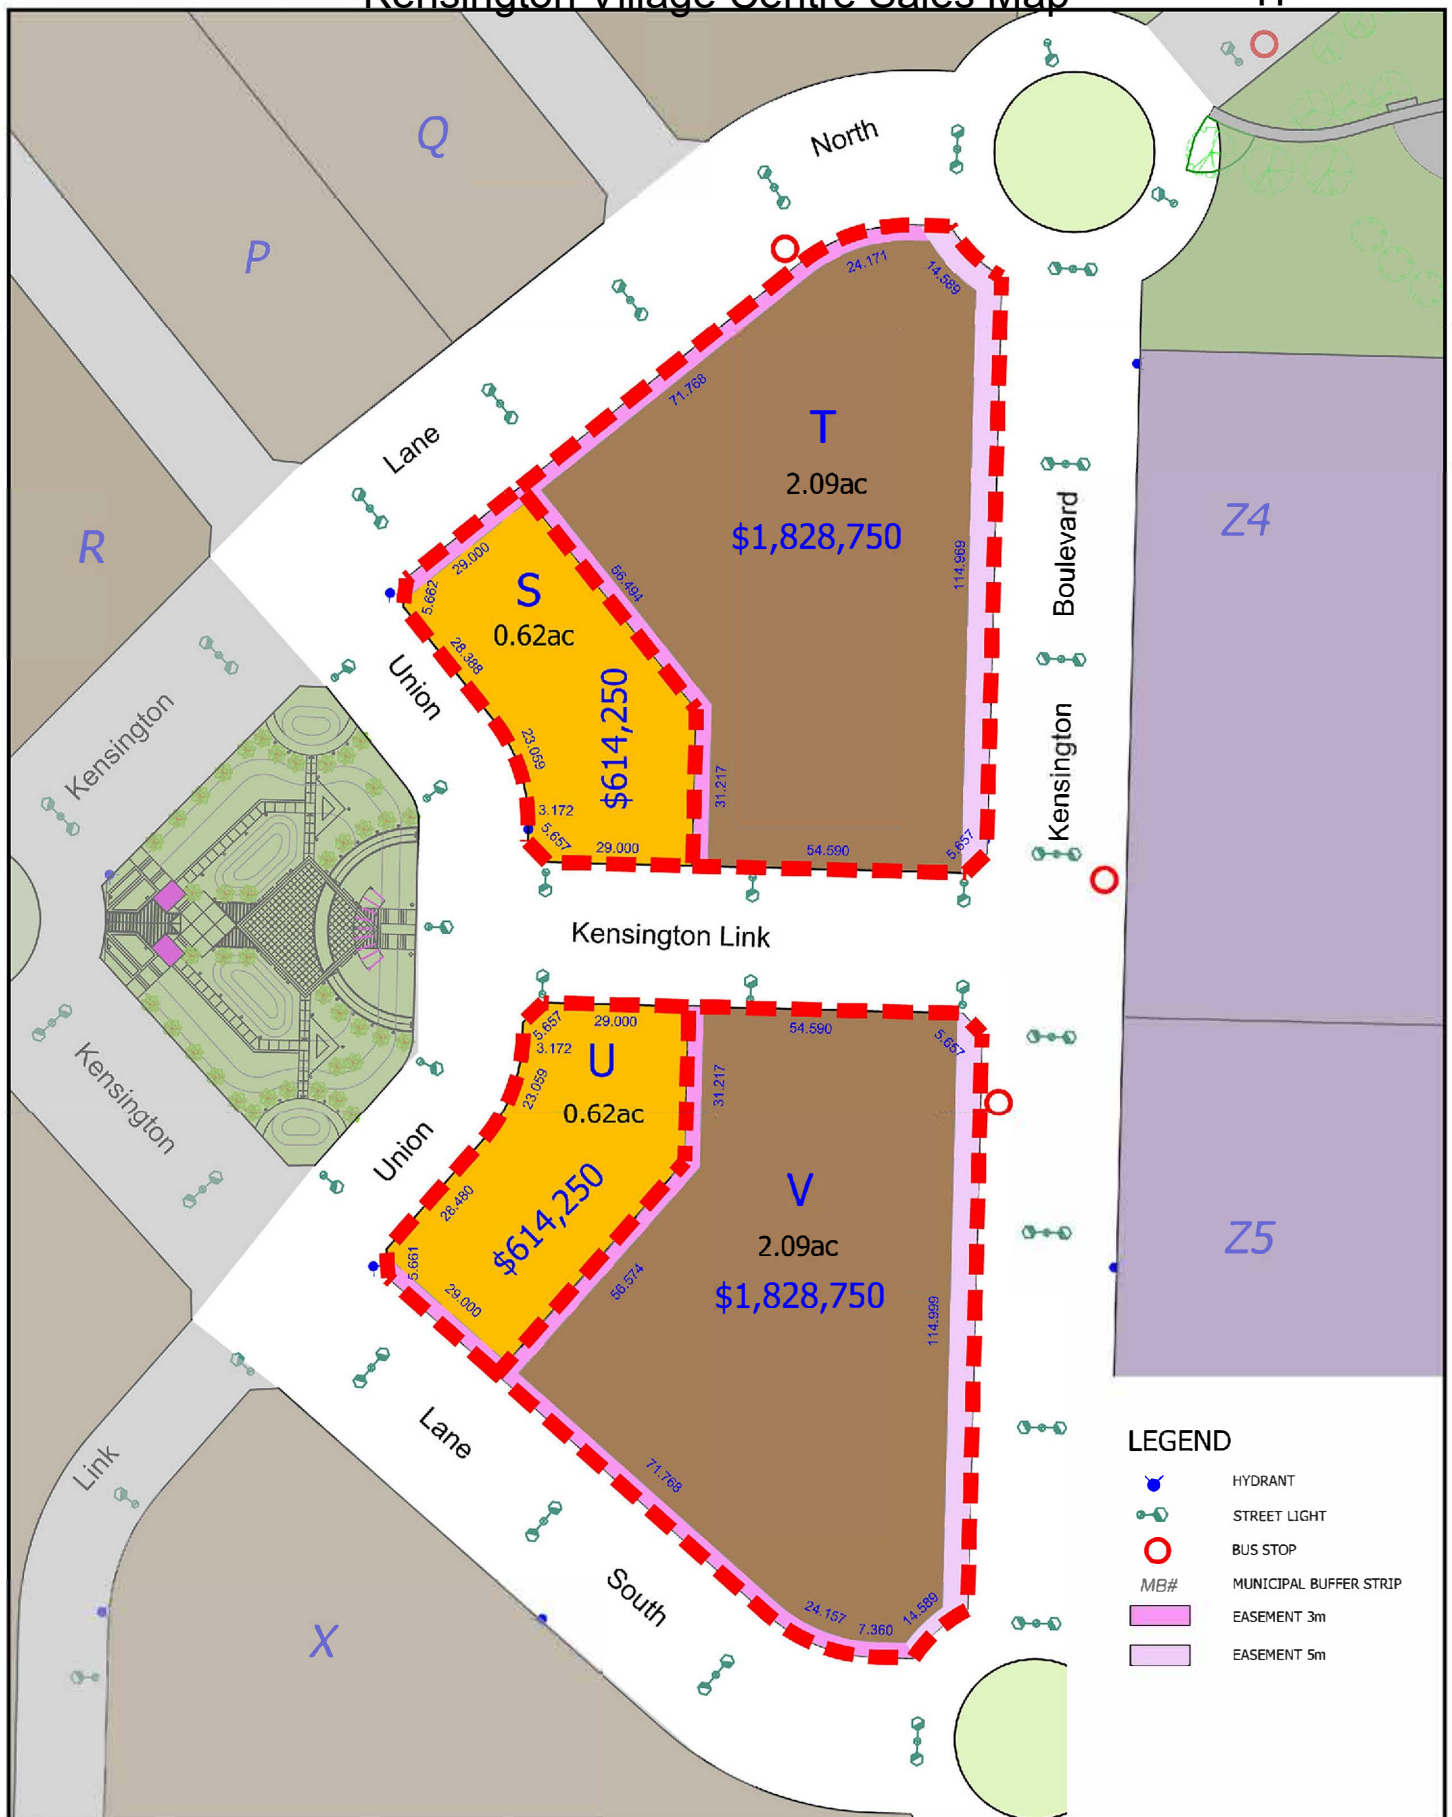 Kensington Village Centre Sales Map
Q
North
P
24.171
14.589
71.768
T
2.09ac
$1,828,750
Lane
R
Z4
29.000
56.494
114.969
Boulevard
S
0.62ac
5.662
28.388
$614,250
Union
Kensington
Kensington
23.059
3.172
5.657
29.000
31.217
54.590
5.657
Kensington Link
5.657
29.000
54.590
5.657
3.172
U
0.62ac
23.059
31.217
Kensington
Union
V
2.09ac
$1,828,750
Z5
28.480
$614,250
5.661
29.000
56.574
114.999
Lane
Link
71.768
South
24.157
7.360
14.589
X
LEGEND
HYDRANT
STREET LIGHT
BUS STOP
MB# MUNICIPAL BUFFER STRIP
EASEMENT 3m
EASEMENT 5m